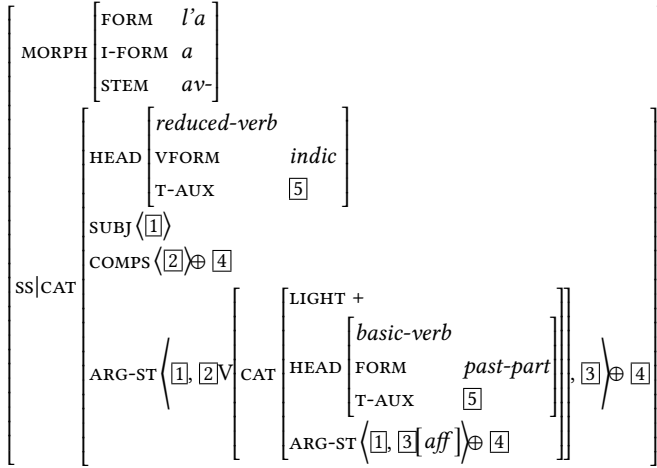 FORM l’a
MORPH I-FORM a
STEM av-
reduced-verb
HEAD VFORM indic
T-AUX 5
SUBJ ⟨1⟩
COMPS ⟨2⟩⊕ 4
SS|CAT
LIGHT +
basic-verb
ARG-ST ⟨1, 2V CAT HEAD FORM past-part , 3⟩⊕ 4
T-AUX 5
ARG-ST ⟨1, 3[aff]⟩⊕ 4